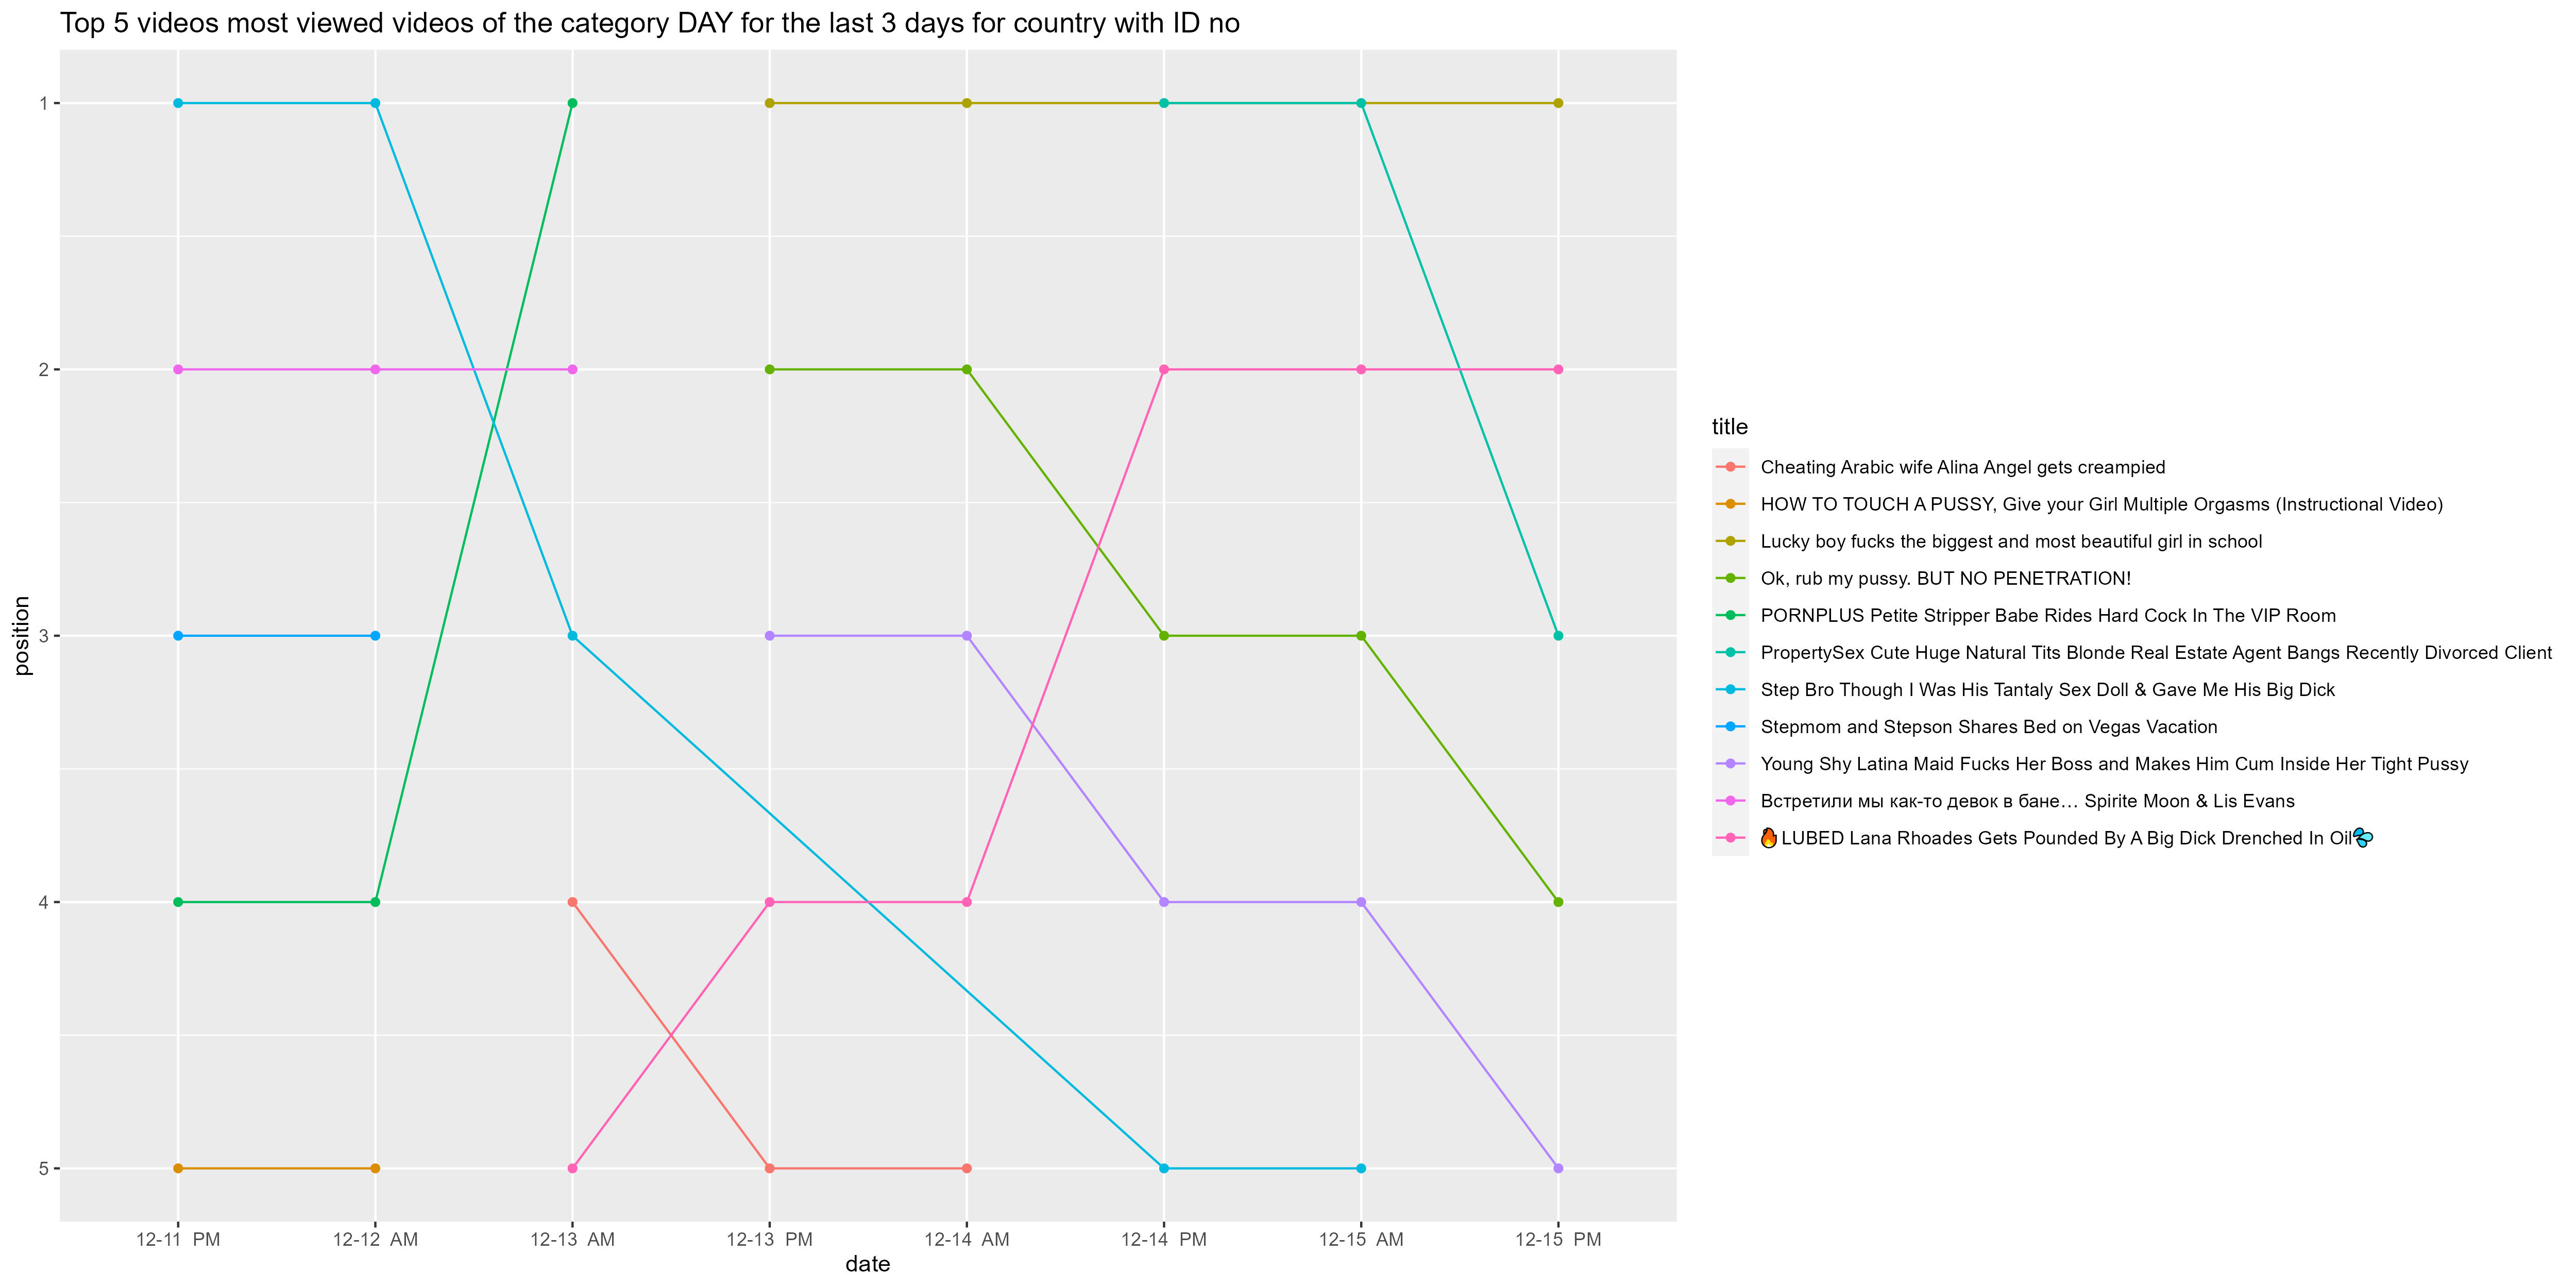 Top 5 videos most viewed videos of the category DAY for the last 3 days for country with ID no
1
2
3
4
5
position
12-11 PM
12-12 AM
12-13 AM
12-13 PM
12-14 AM
12-14 PM
12-15 AM
12-15 PM
date
title
Cheating Arabic wife Alina Angel gets creampied
HOW TO TOUCH A PUSSY, Give your Girl Multiple Orgasms (Instructional Video)
Lucky boy fucks the biggest and most beautiful girl in school
Ok, rub my pussy. BUT NO PENETRATION!
PORNPLUS Petite Stripper Babe Rides Hard Cock In The VIP Room
PropertySex Cute Huge Natural Tits Blonde Real Estate Agent Bangs Recently Divorced Client
Step Bro Though I Was His Tantaly Sex Doll & Gave Me His Big Dick
Stepmom and Stepson Shares Bed on Vegas Vacation
Young Shy Latina Maid Fucks Her Boss and Makes Him Cum Inside Her Tight Pussy
Встретили мы как-то девок в бане… Spirite Moon & Lis Evans
🔥LUBED Lana Rhoades Gets Pounded By A Big Dick Drenched In Oil💦